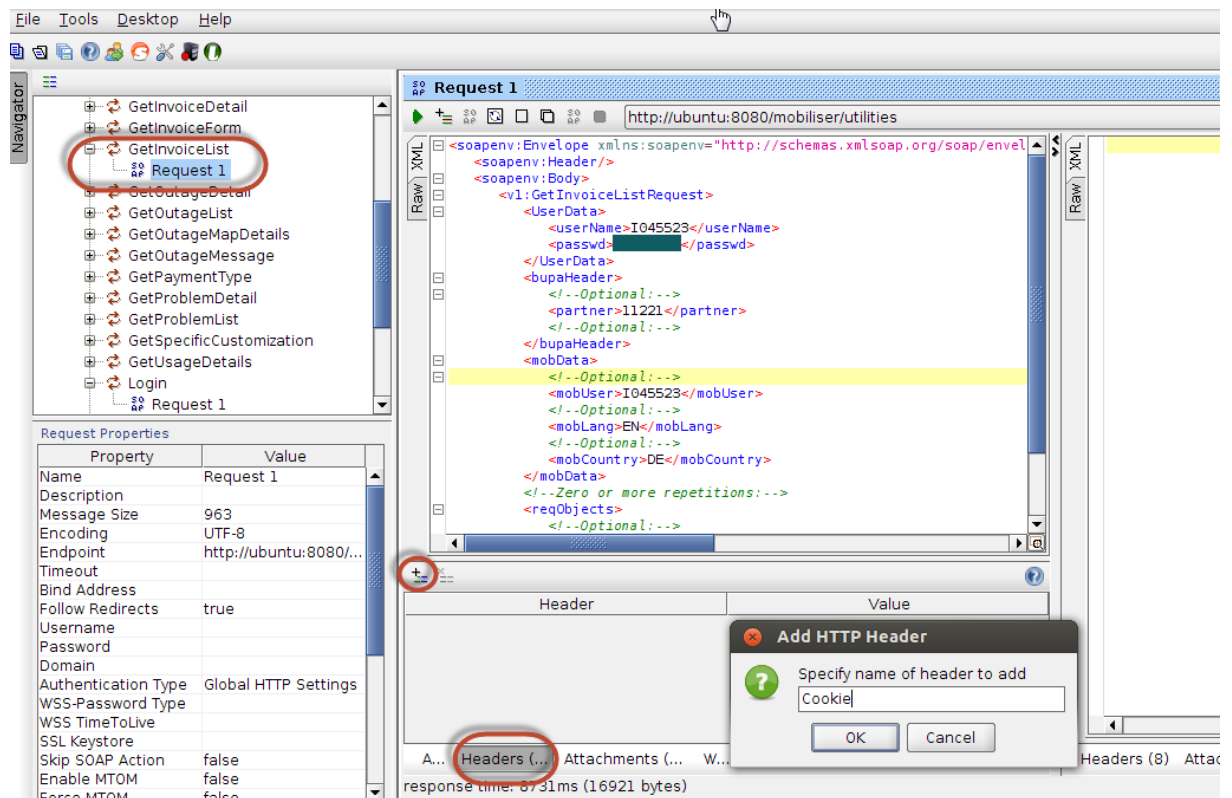 File Tools Desktop Help
Navigator
GetInvoiceDetail
GetInvoiceForm
GetInvoiceList
Request 1
GetOutageDetail
GetOutageList
GetOutageMapDetails
GetOutageMessage
GetPaymentType
GetProblemDetail
GetProblemList
GetSpecificCustomization
GetUsageDetails
Login
Request 1
Request Properties
Property Value
Name Request 1
Description
Message Size 963
Encoding UTF-8
Endpoint http://ubuntu:8080/...
Timeout
Bind Address
Follow Redirects true
Username
Password
Domain
Authentication Type Global HTTP Settings
WSS-Password Type
WSS TimeToLive
SSL Keystore
Skip SOAP Action false
Enable MTOM false
Force MTOM false
Request 1
http://ubuntu:8080/mobiliser/utilities
XML
Raw
<soapenv:Envelope xmlns:soapenv="http://schemas.xmlsoap.org/soap/envel
<soapenv:Header/>
<soapenv:Body>
<v1:GetInvoiceListRequest>
<UserData>
<userName>I045523</userName>
<passwd></passwd>
</UserData>
<bupaHeader>
<!--Optional:-->
<partner>11221</partner>
<!--Optional:-->
</bupaHeader>
<mobData>
<!--Optional:-->
<mobUser>I045523</mobUser>
<!--Optional:-->
<mobLang>EN</mobLang>
<!--Optional:-->
<mobCountry>DE</mobCountry>
</mobData>
<!--Zero or more repetitions:-->
<reqObjects>
<!--Optional:-->
Header Value
Add HTTP Header
Specify name of header to add
Cookie
OK Cancel
A... Headers (... Attachments (... W...
response time: 8731ms (16921 bytes)
XML
Raw
Headers (8) Attac